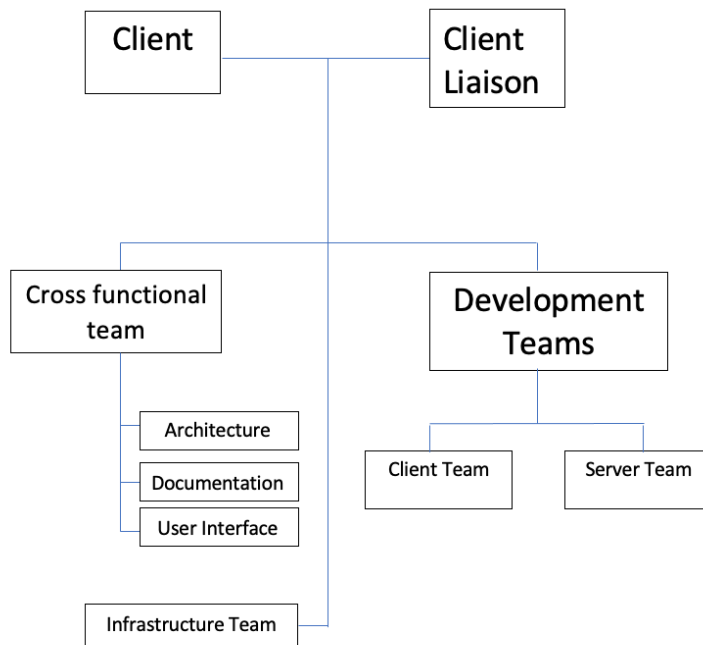 Client
Client
Liaison
Cross functional
team
Development
Teams
Architecture
Documentation
User Interface
Client Team
Server Team
Infrastructure Team